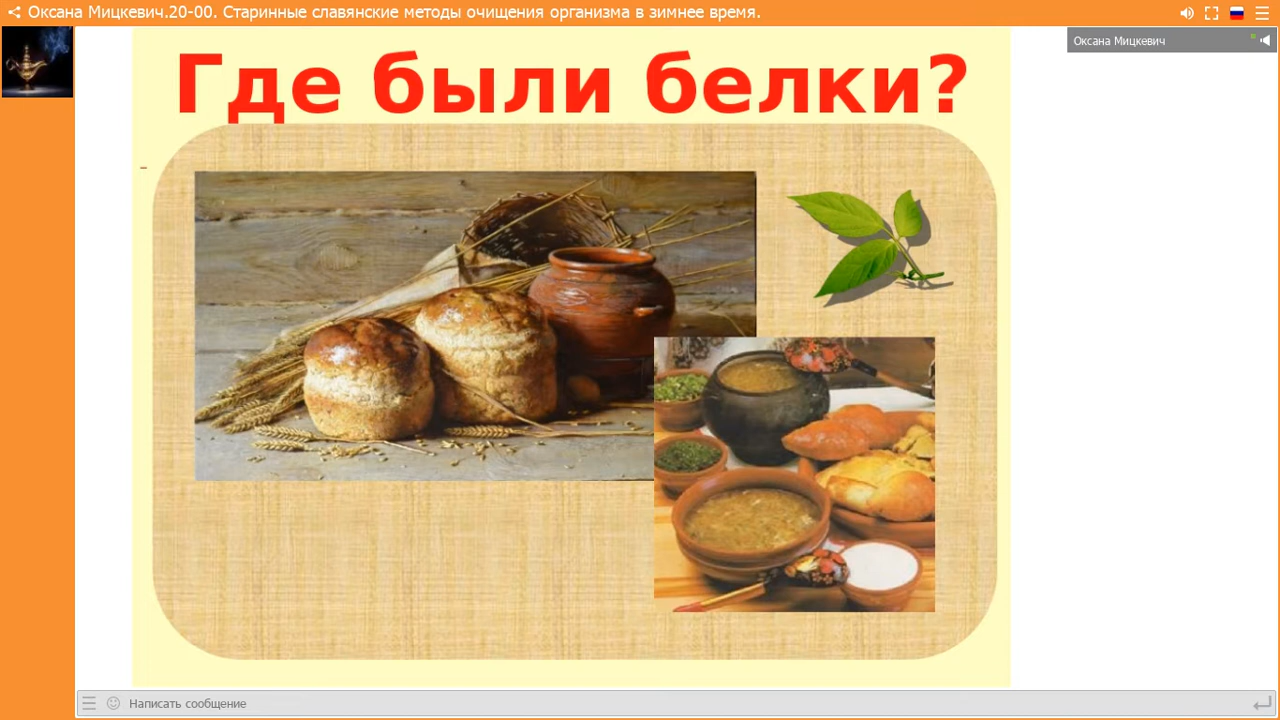 Оксана Мицкевич.20-00. Старинные славянские методы очищения организма в зимнее время.
Оксана Мицкевич
Где были белки?
Написать сообщение